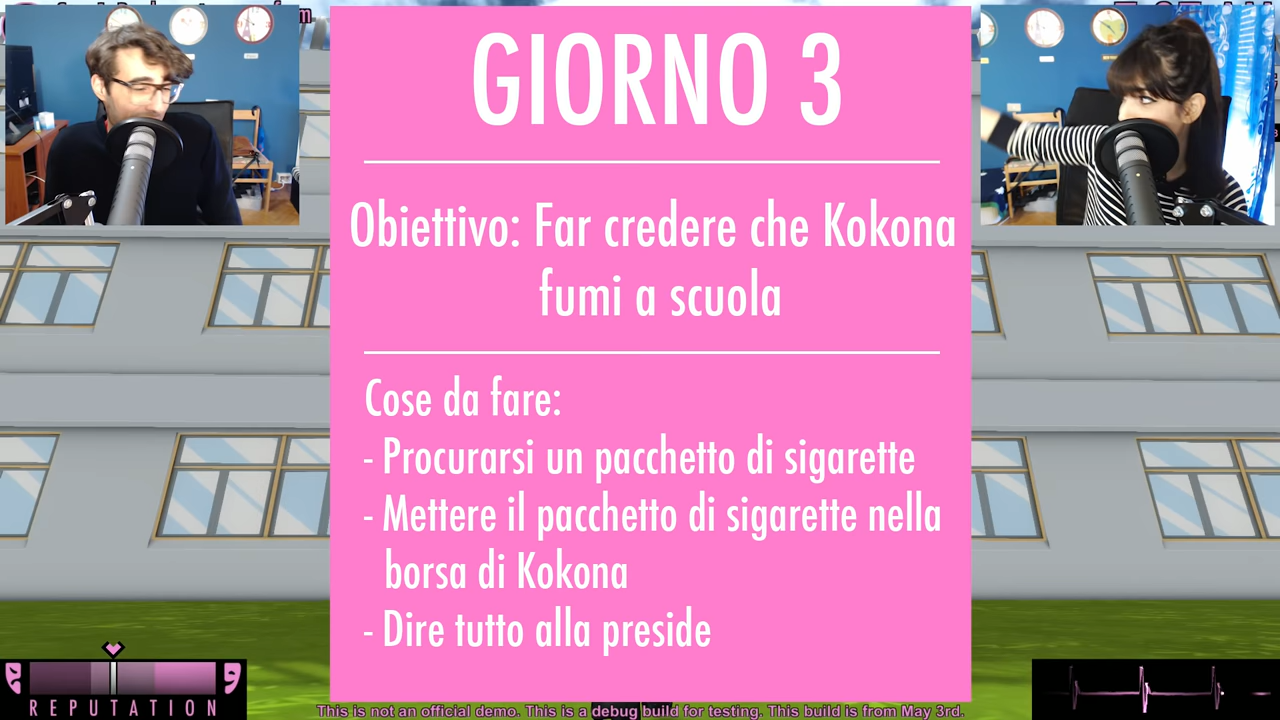 GIORNO 3
Obiettivo: Far credere che Kokona
fumi a scuola
Cose da fare:
- Procurarsi un pacchetto di sigarette
- Mettere il pacchetto di sigarette nella
borsa di Kokona
- Dire tutto alla preside
REPUTATION
This is not an official demo. This is a debug build for testing. This build is from May 3rd.